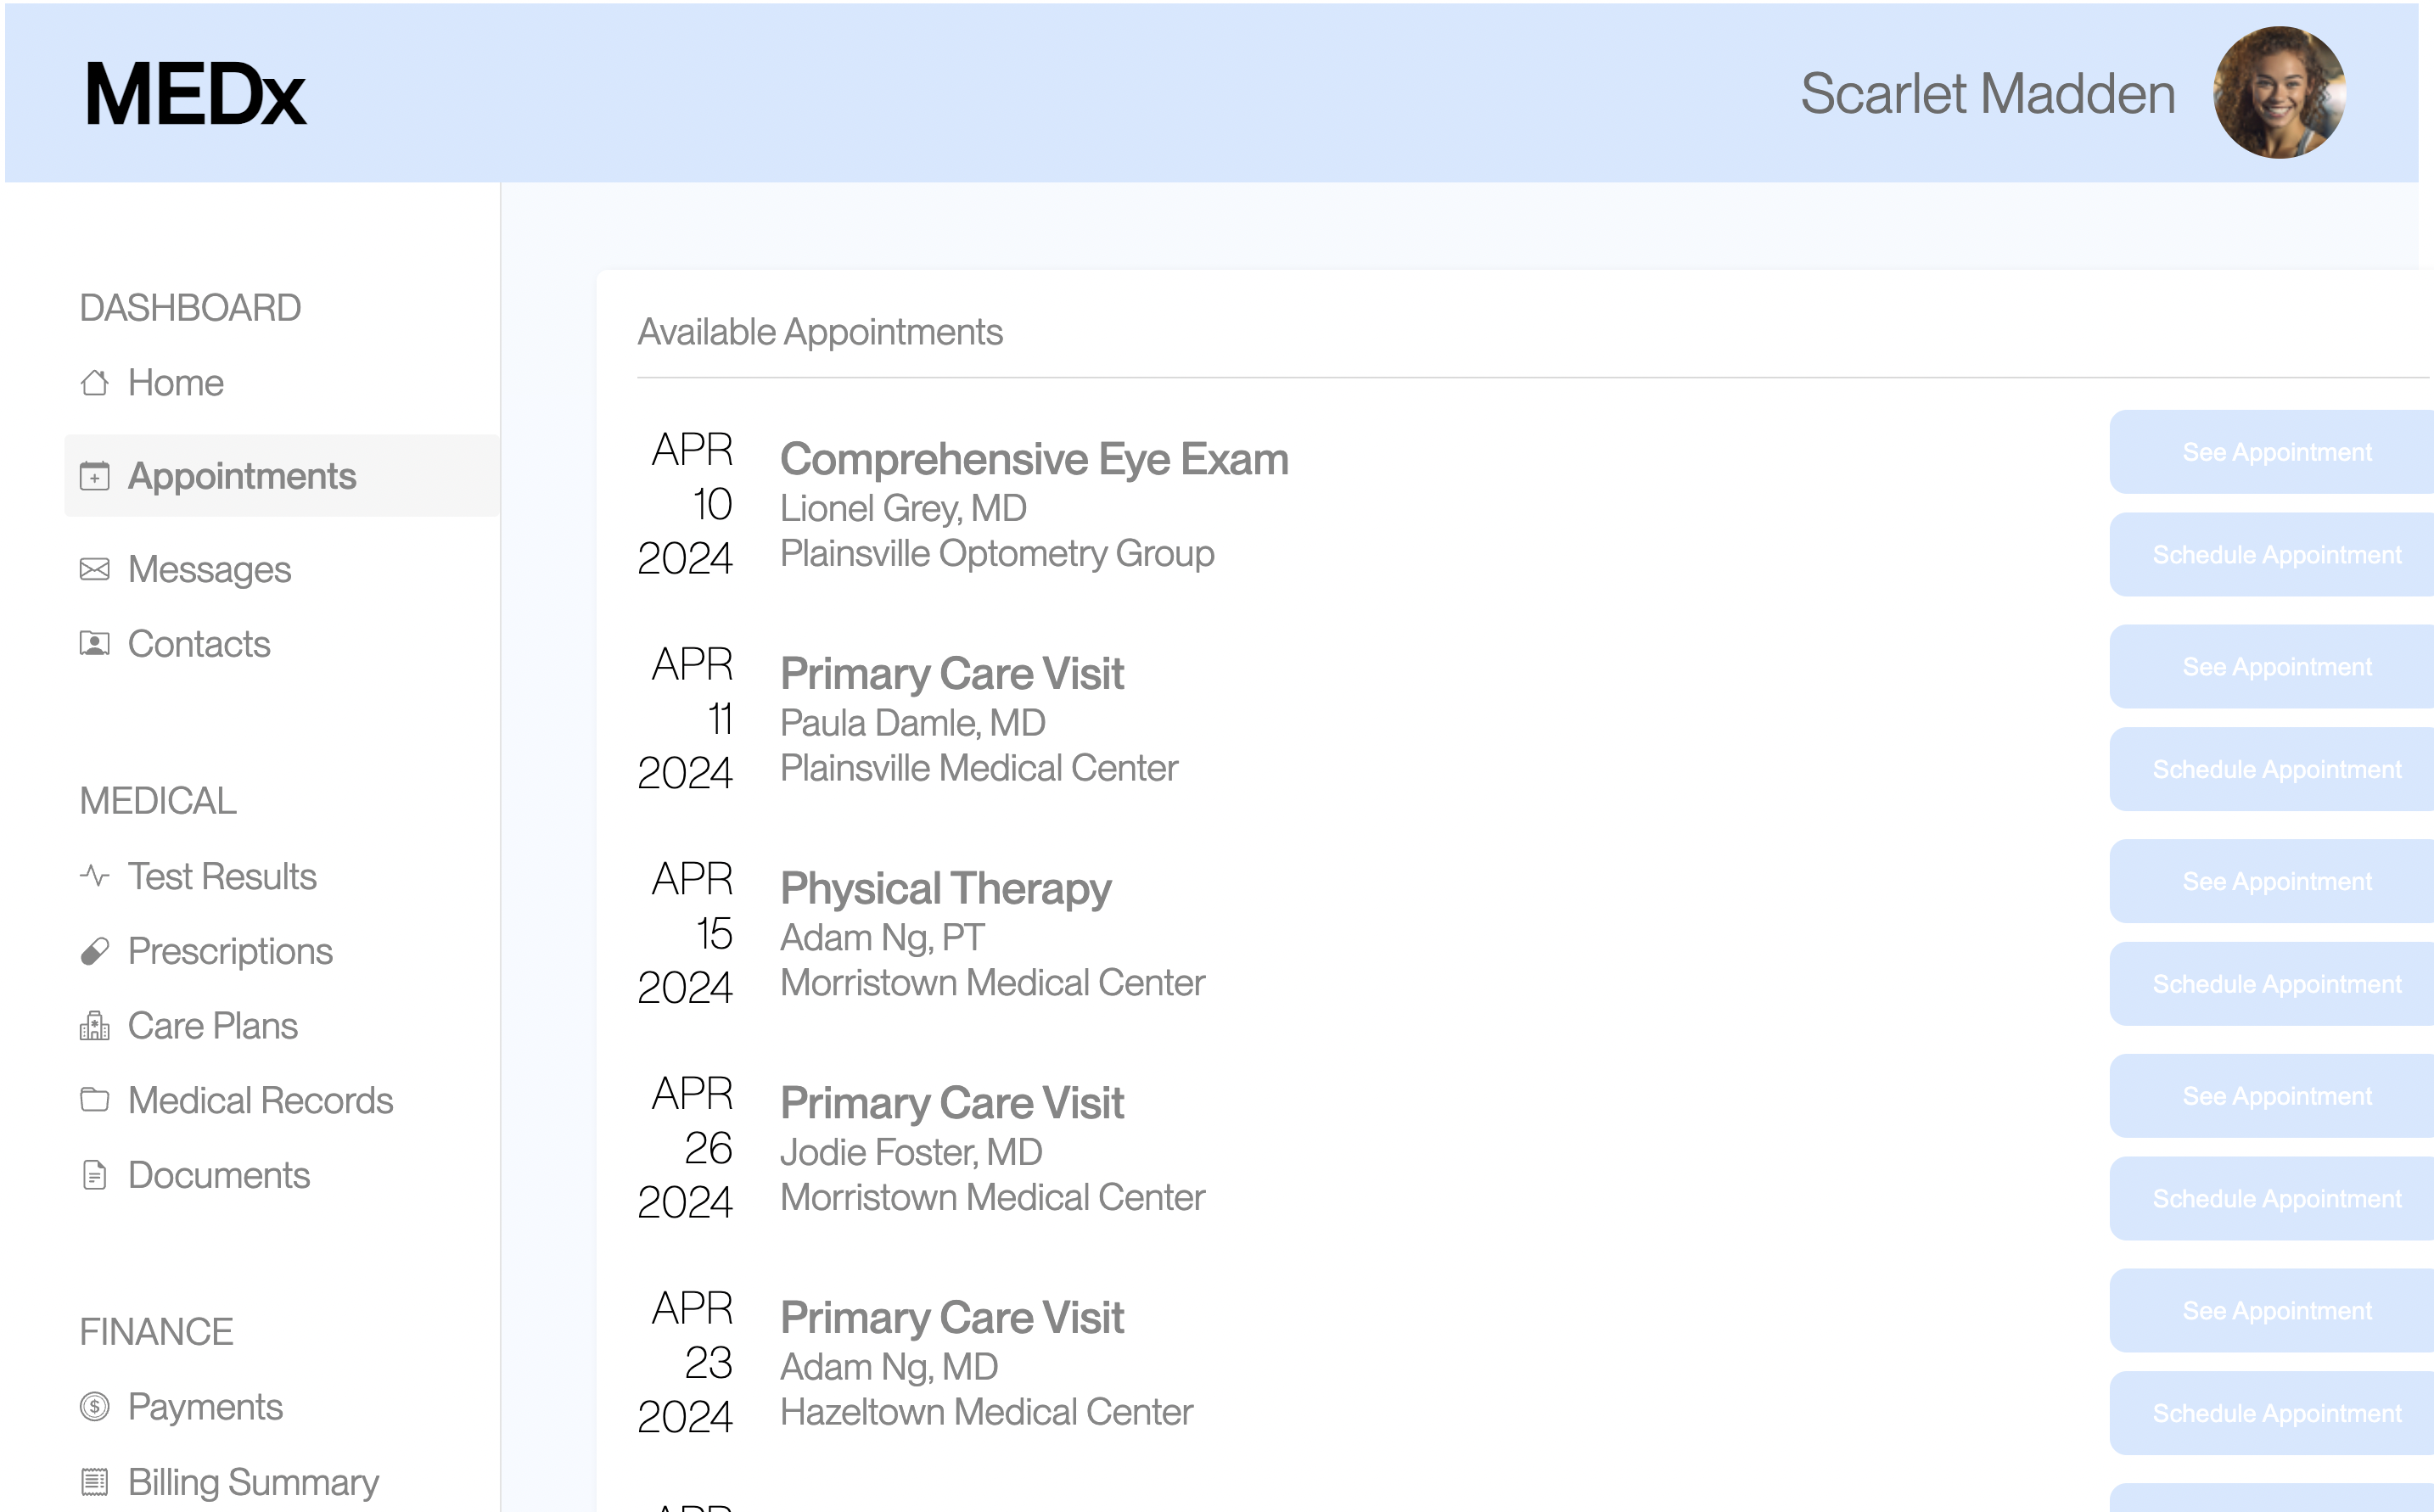 MEDx
Scarlet Madden
DASHBOARD
Home
Appointments
Messages
Contacts
MEDICAL
Test Results
Prescriptions
Care Plans
Medical Records
Documents
FINANCE
Payments
Billing Summary
Available Appointments
APR
10
2024
Comprehensive Eye Exam
Lionel Grey, MD
Plainsville Optometry Group
See Appointment
Schedule Appointment
APR
11
2024
Primary Care Visit
Paula Damle, MD
Plainsville Medical Center
See Appointment
Schedule Appointment
APR
15
2024
Physical Therapy
Adam Ng, PT
Morristown Medical Center
See Appointment
Schedule Appointment
APR
26
2024
Primary Care Visit
Jodie Foster, MD
Morristown Medical Center
See Appointment
Schedule Appointment
APR
23
2024
Primary Care Visit
Adam Ng, MD
Hazeltown Medical Center
See Appointment
Schedule Appointment